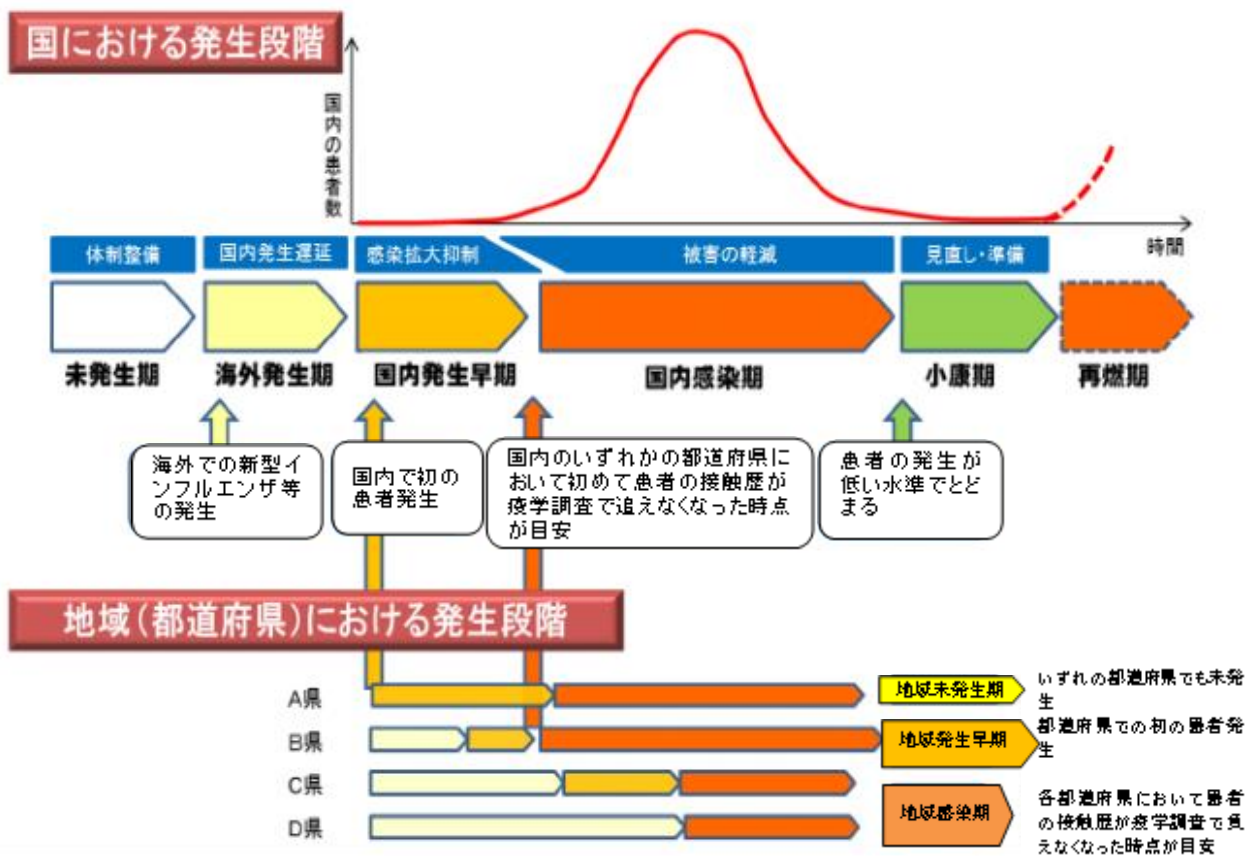 国における発生段階
国内の患者数
時間
体制整備
国内発生遅延
感染拡大抑制
被害の軽減
見直し・準備
未発生期
海外発生期
国内発生早期
国内感染期
小康期
再燃期
海外での新型イ
ンフルエンザ等
の発生
国内で初の
患者発生
国内のいずれかの都道府県に
おいて初めて患者の接触歴が
疫学調査で追えなくなった時点
が目安
患者の発生が
低い水準でとど
まる
地域(都道府県)における発生段階
A県
B県
C県
D県
地域未発生期
いずれの都道府県でも未発
生
地域発生早期
都道府県での初の患者発
生
地域感染期
各都道府県において患者
の接触歴が疫学調査で負
えなくなった時点が目安